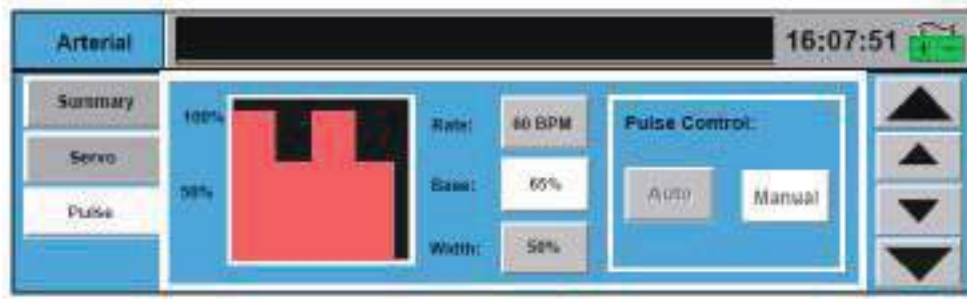 Arterial
16:07:51
Summary
Servo
Pulse
100%
50%
Rate: 60 BPM
Base: 65%
Width: 50%
Pulse Control:
Auto
Manual